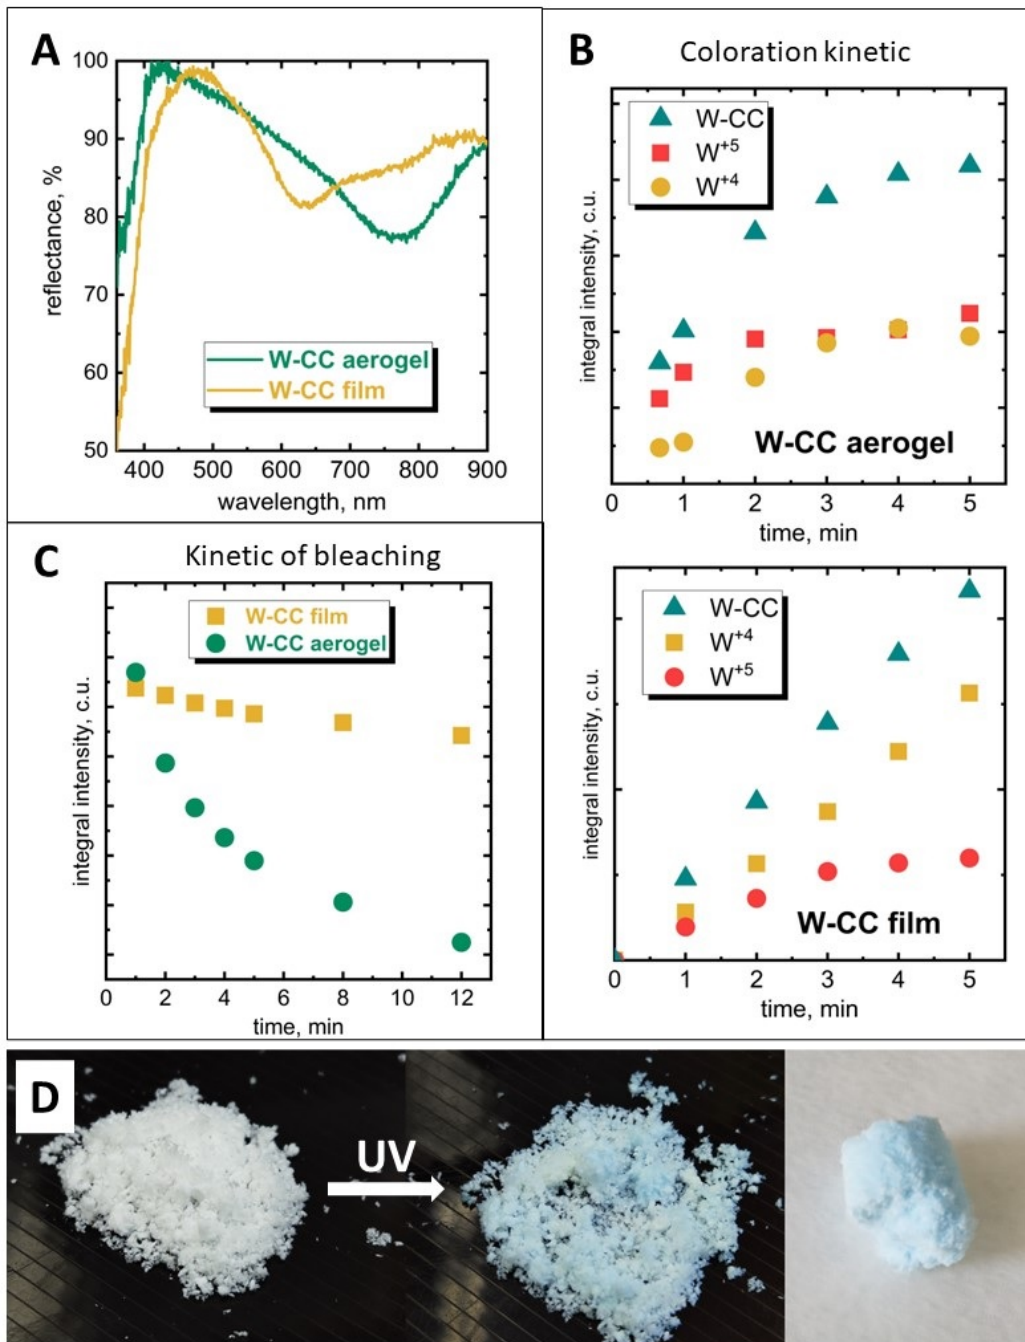 A
reflectance, %
100
90
80
70
60
50
W-CC aerogel
W-CC film
400 500 600 700 800 900
wavelength, nm
B
Coloration kinetic
integral intensity, c.u.
W-CC
W+5
W+4
W-CC aerogel
0 1 2 3 4 5
time, min
integral intensity, c.u.
W-CC
W+4
W+5
W-CC film
0 1 2 3 4 5
time, min
C
Kinetic of bleaching
integral intensity, c.u.
W-CC film
W-CC aerogel
0 2 4 6 8 10 12
time, min
D
UV